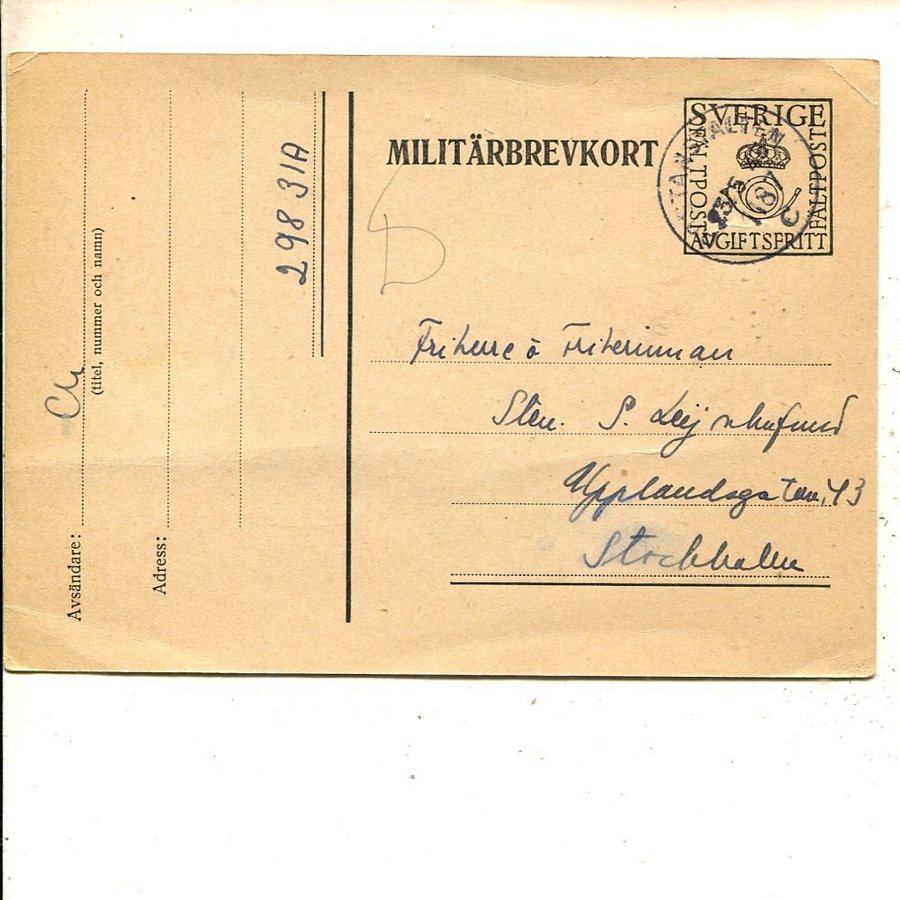 MILITÄRBREVKORT
SVERIGE
FÄLTPOST
FÄLTPOST
AVGIFTSFRITT
Friherre o Friherinnan
Sten. S. Leijonhufvud
Upplandsgatan, 43
Stockholm
Avsändare:
(titel, nummer och namn)
Adress:
298 31A